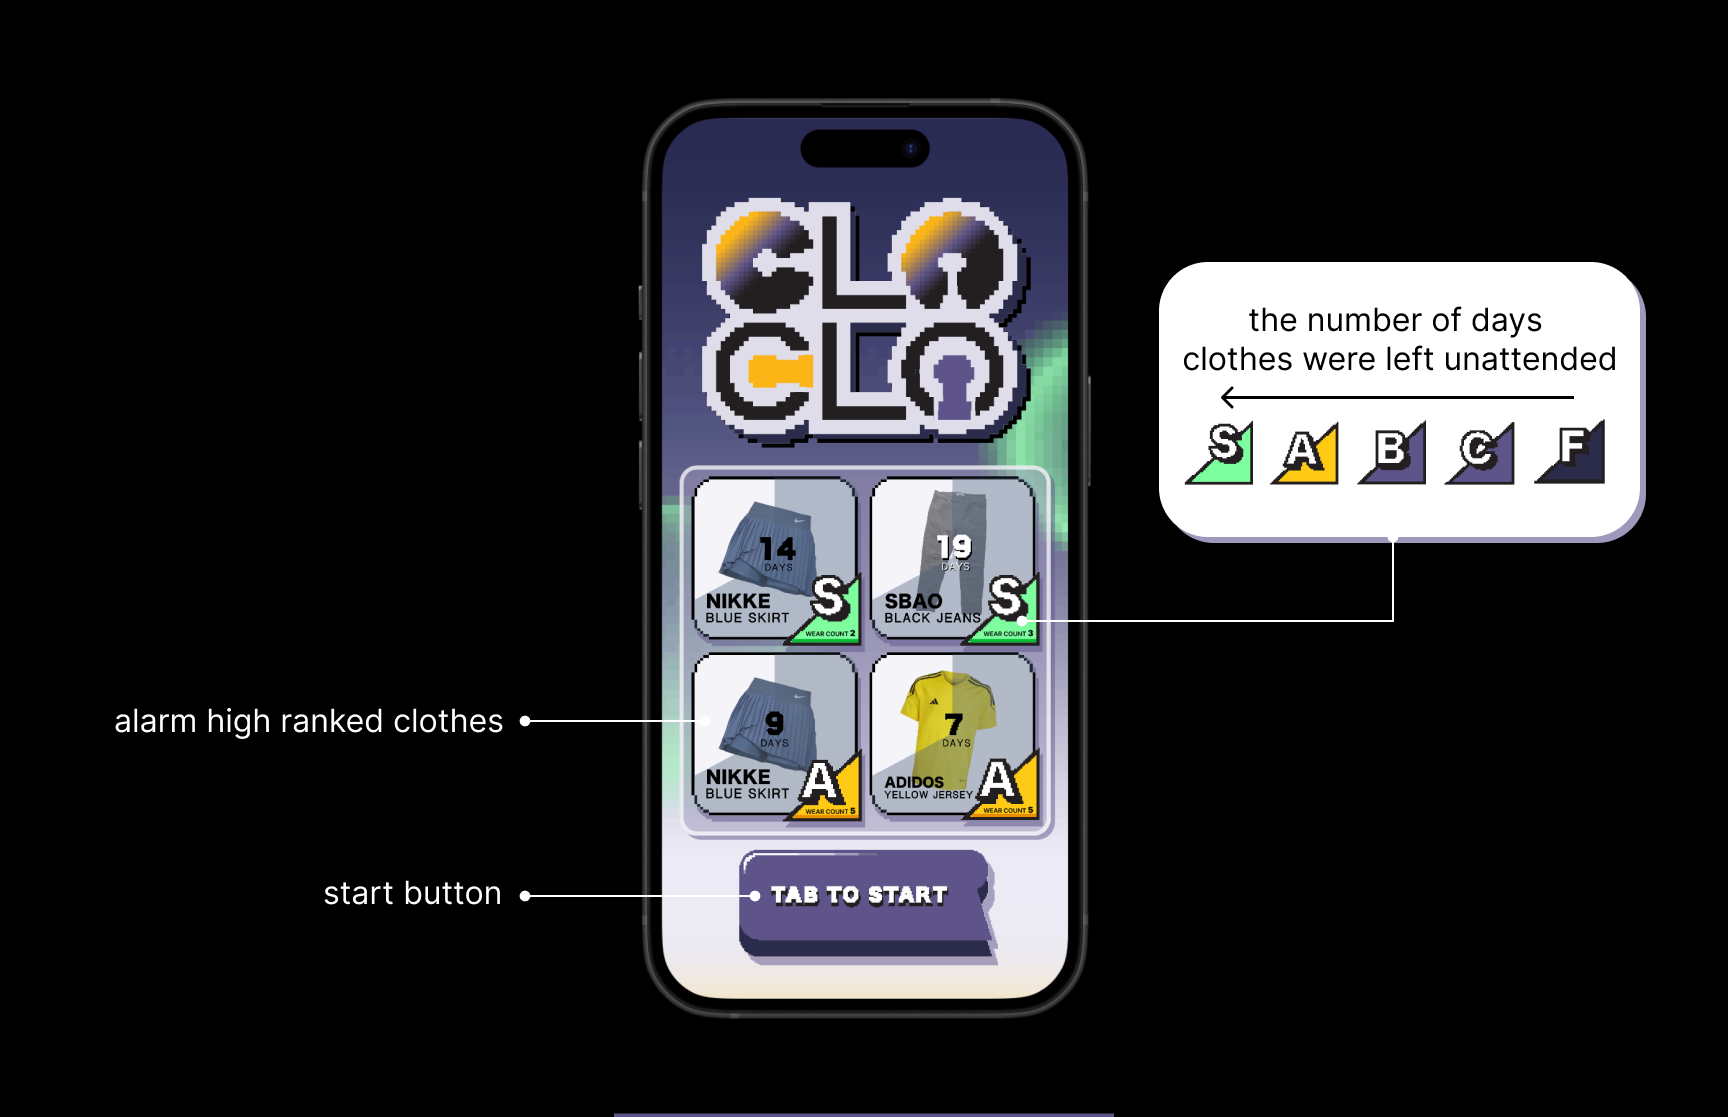 CLO
CLO
14
DAYS
NIKKE
BLUE SKIRT
S
WEAR COUNT 2
19
DAYS
SBAO
BLACK JEANS
S
WEAR COUNT 3
9
DAYS
NIKKE
BLUE SKIRT
A
WEAR COUNT 5
7
DAYS
ADIDOS
YELLOW JERSEY
A
WEAR COUNT 5
TAB TO START
alarm high ranked clothes
start button
the number of days
clothes were left unattended
S A B C F